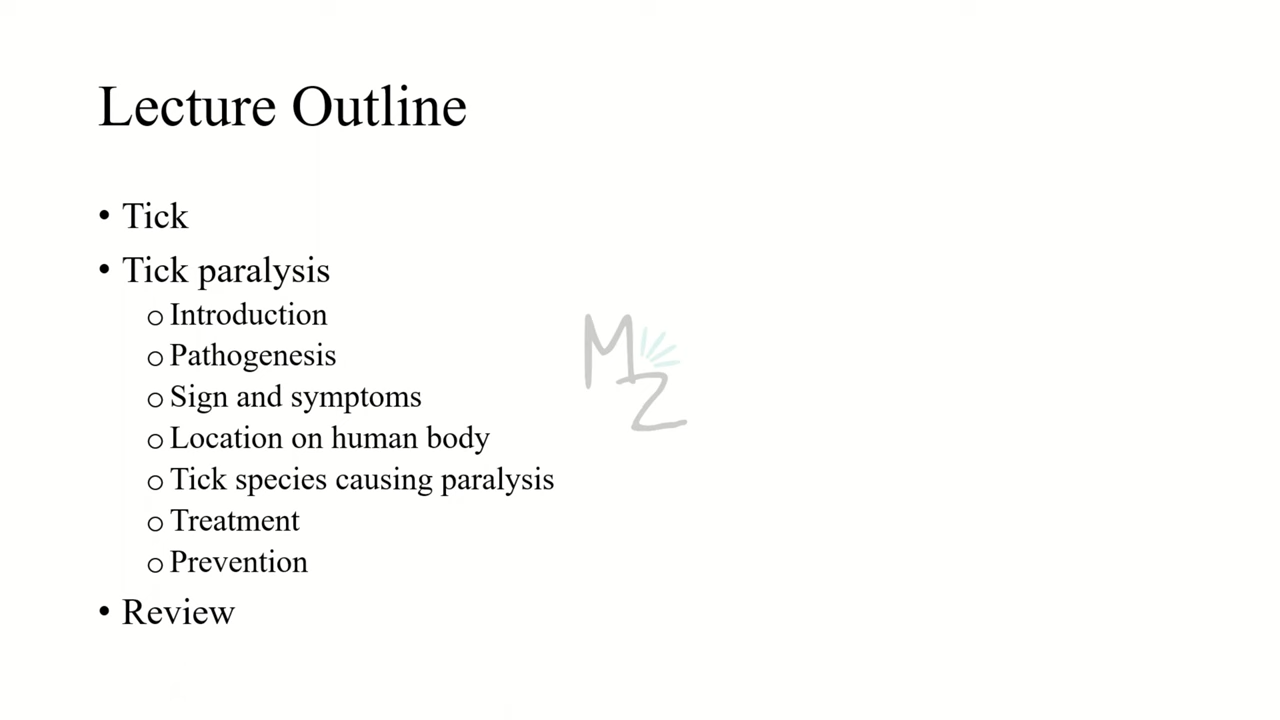 Lecture Outline
• Tick
• Tick paralysis
o Introduction
o Pathogenesis
o Sign and symptoms
o Location on human body
o Tick species causing paralysis
o Treatment
o Prevention
• Review
MZ